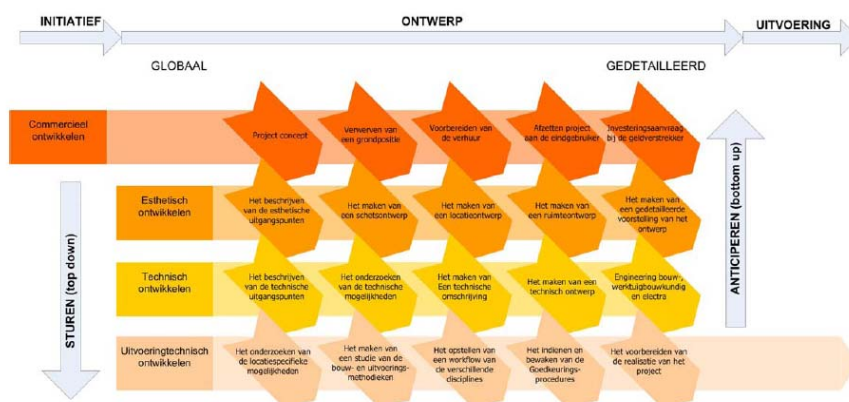 INITIATIEF
ONTWERP
UITVOERING
GLOBAAL
GEDETAILLEERD
Commercieel
ontwikkelen
Project concept
Verwerven van
een grondpositie
Voorbereiden van
de verhuur
Afzetten project
aan de eindgebruiker
Investeringsaanvraag
bij de geldverstrekker
Esthetisch
ontwikkelen
Het beschrijven
van de esthetische
uitgangspunten
Het maken van
een schetsontwerp
Het maken van
een locatieontwerp
Het maken van
een ruimteontwerp
Het maken van
een gedetailleerde
voorstelling van het
ontwerp
Technisch
ontwikkelen
Het beschrijven
van de technische
uitgangspunten
Het onderzoeken
van de technische
mogelijkheden
Het maken van
Een technische
omschrijving
Het maken van een
technisch ontwerp
Engineering bouw-,
werktuigbouwkundig
en electra
Uitvoeringtechnisch
ontwikkelen
Het onderzoeken van
de locatiespecifieke
mogelijkheden
Het maken van
een studie van de
bouw- en uitvoerings-
methodieken
Het opstellen van
een workflow van
de verschillende
disciplines
Het indienen en
bewaken van de
Goedkeurings-
procedures
Het voorbereiden van
de realisatie van het
project
STUREN (top down)
ANTICIPEREN (bottom up)